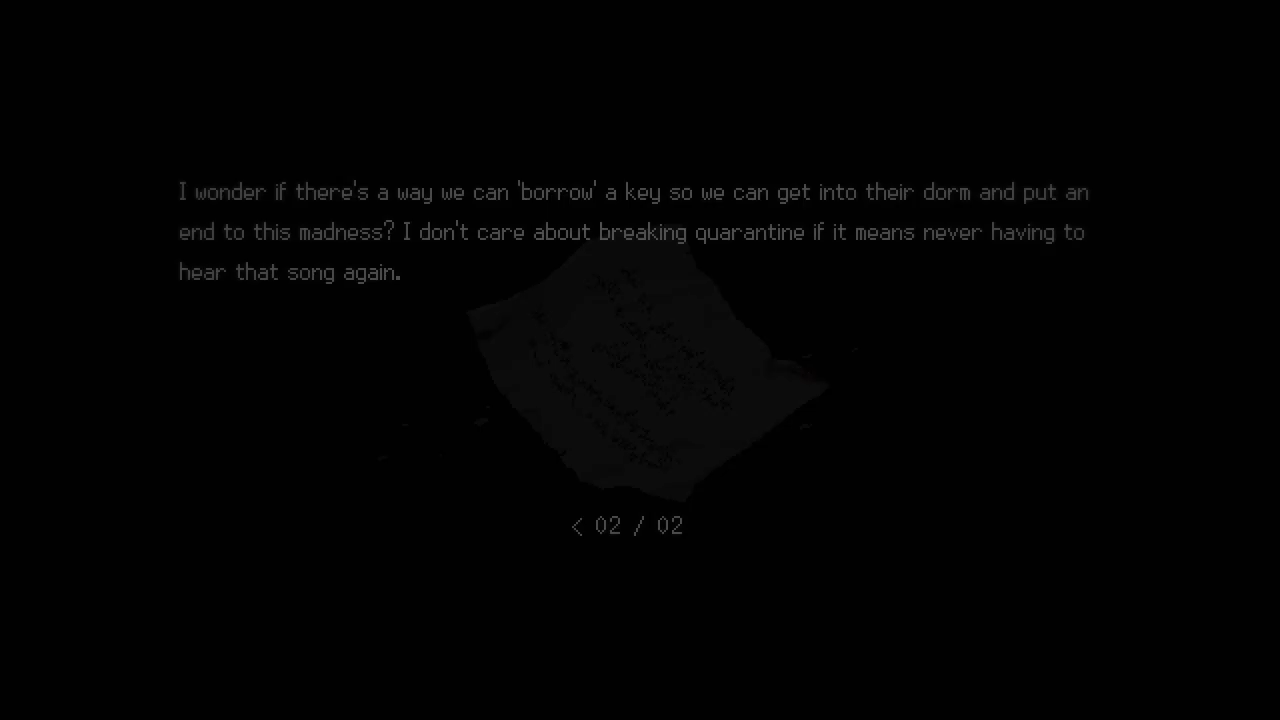 I wonder if there's a way we can 'borrow' a key so we can get into their dorm and put an
end to this madness? I don't care about breaking quarantine if it means never having to
hear that song again.
< 02 / 02